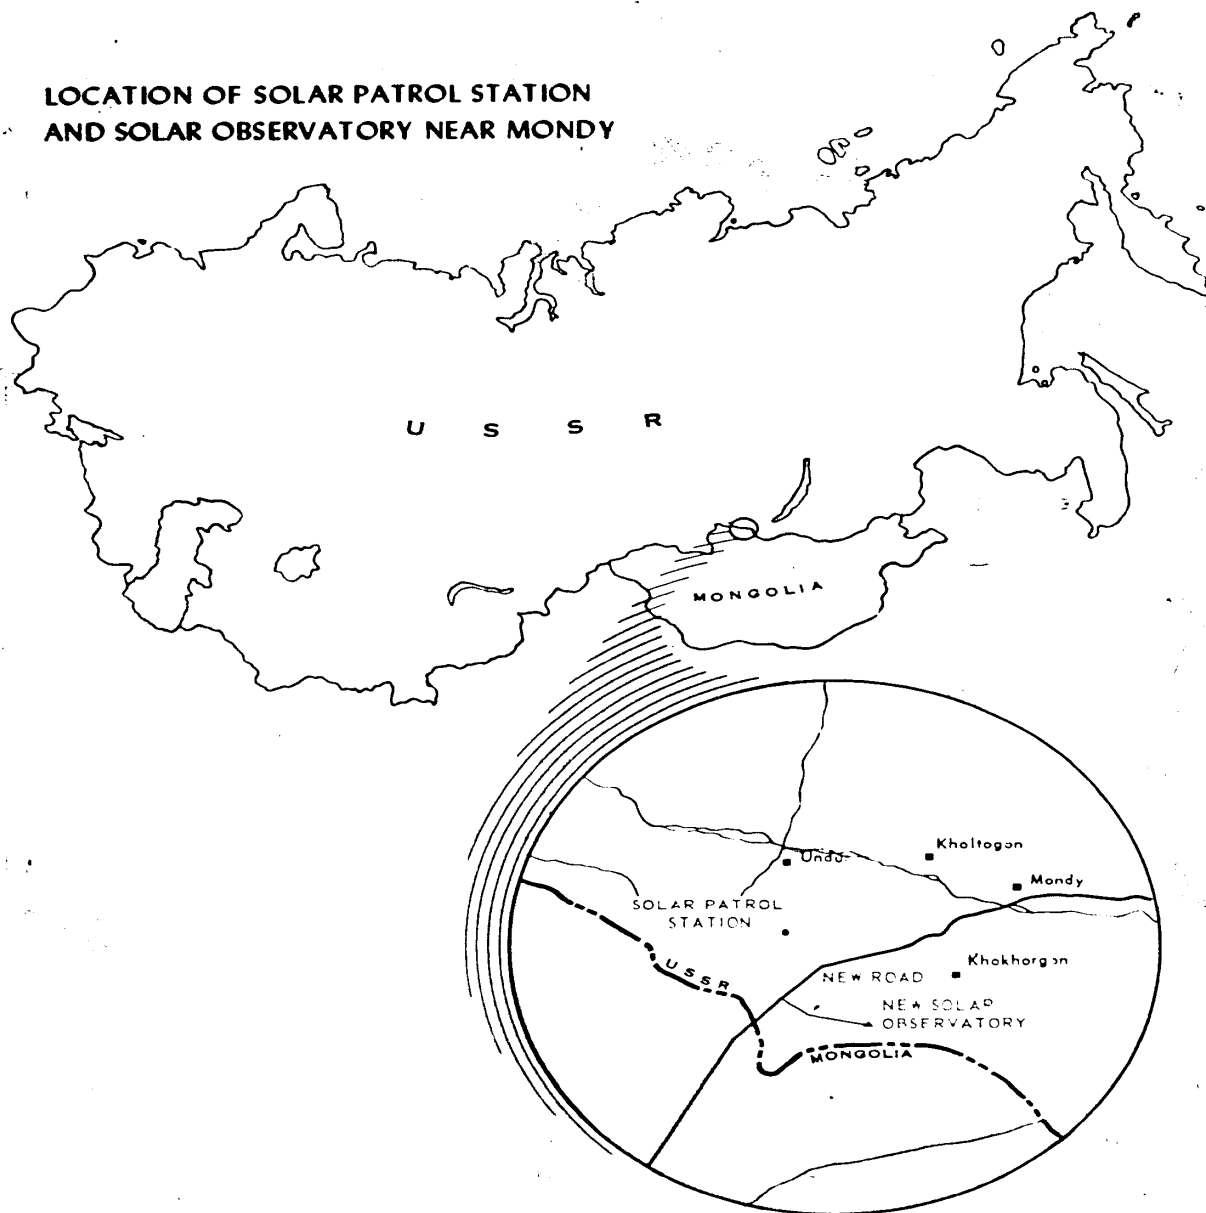 LOCATION OF SOLAR PATROL STATION
AND SOLAR OBSERVATORY NEAR MONDY
U S S R
MONGOLIA
Kholtogon
Mondy
SOLAR PATROL
STATION
USSR
Khokhorgon
NEW ROAD
NEW SOLAR
OBSERVATORY
MONGOLIA